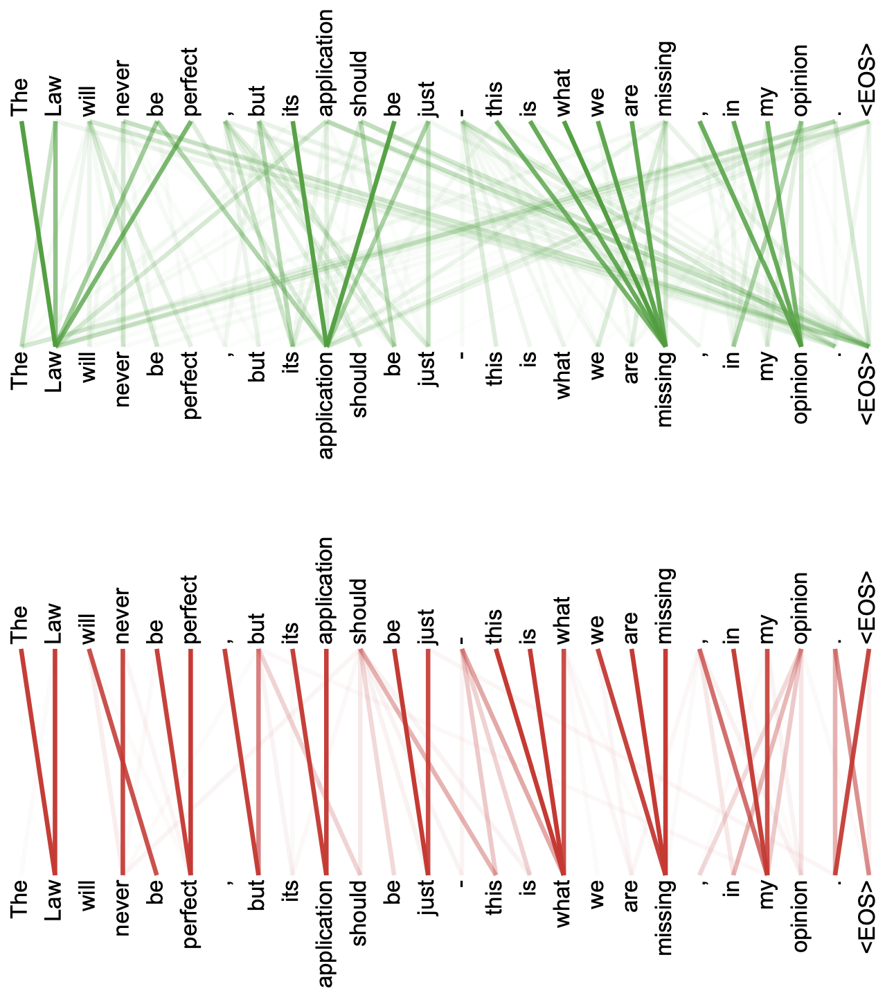 The Law will never be perfect , but its application should be just - this is what we are missing , in my opinion . <EOS>
The Law will never be perfect , but its application should be just - this is what we are missing , in my opinion . <EOS>
The Law will never be perfect , but its application should be just - this is what we are missing , in my opinion . <EOS>
The Law will never be perfect , but its application should be just - this is what we are missing , in my opinion . <EOS>